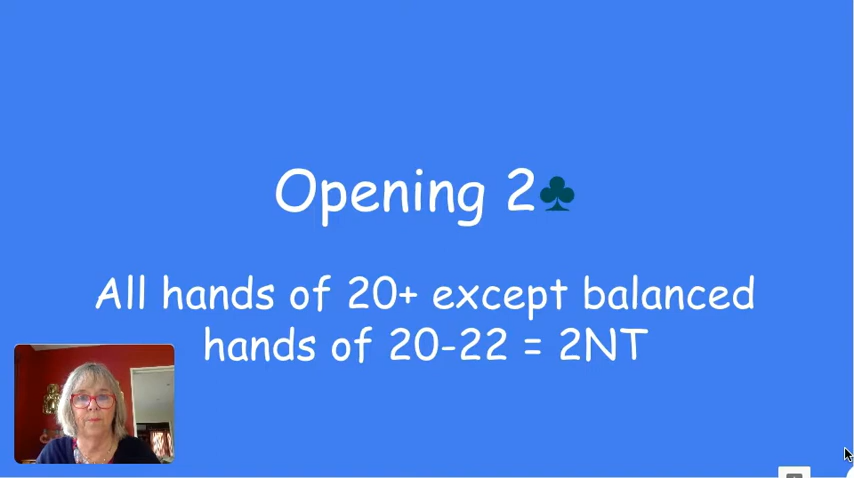 Opening 2♣
All hands of 20+ except balanced
hands of 20-22 = 2NT